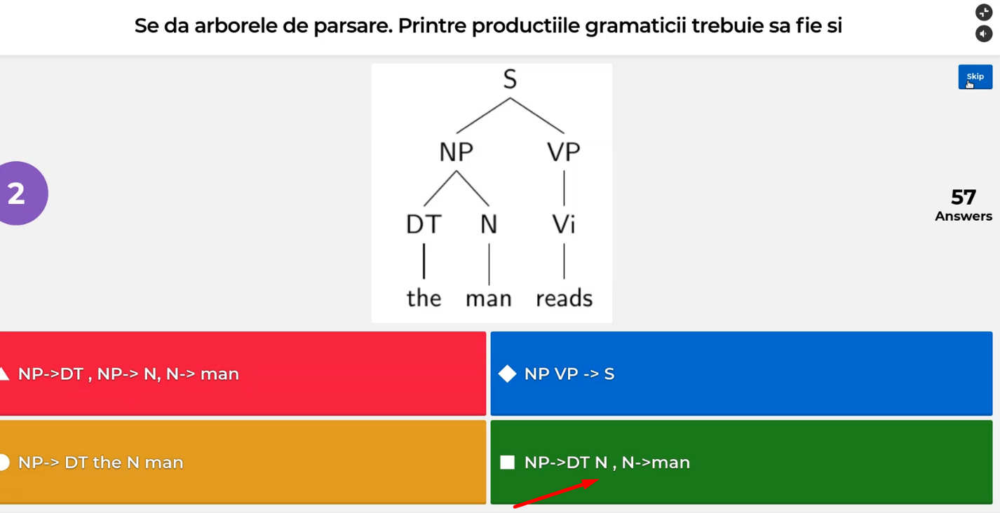 Se da arborele de parsare. Printre productiile gramaticii trebuie sa fie si
Skip
S
NP VP
2
57
Answers
DT N Vi
the man reads
NP->DT , NP-> N, N-> man
NP VP -> S
NP-> DT the N man
NP->DT N , N->man